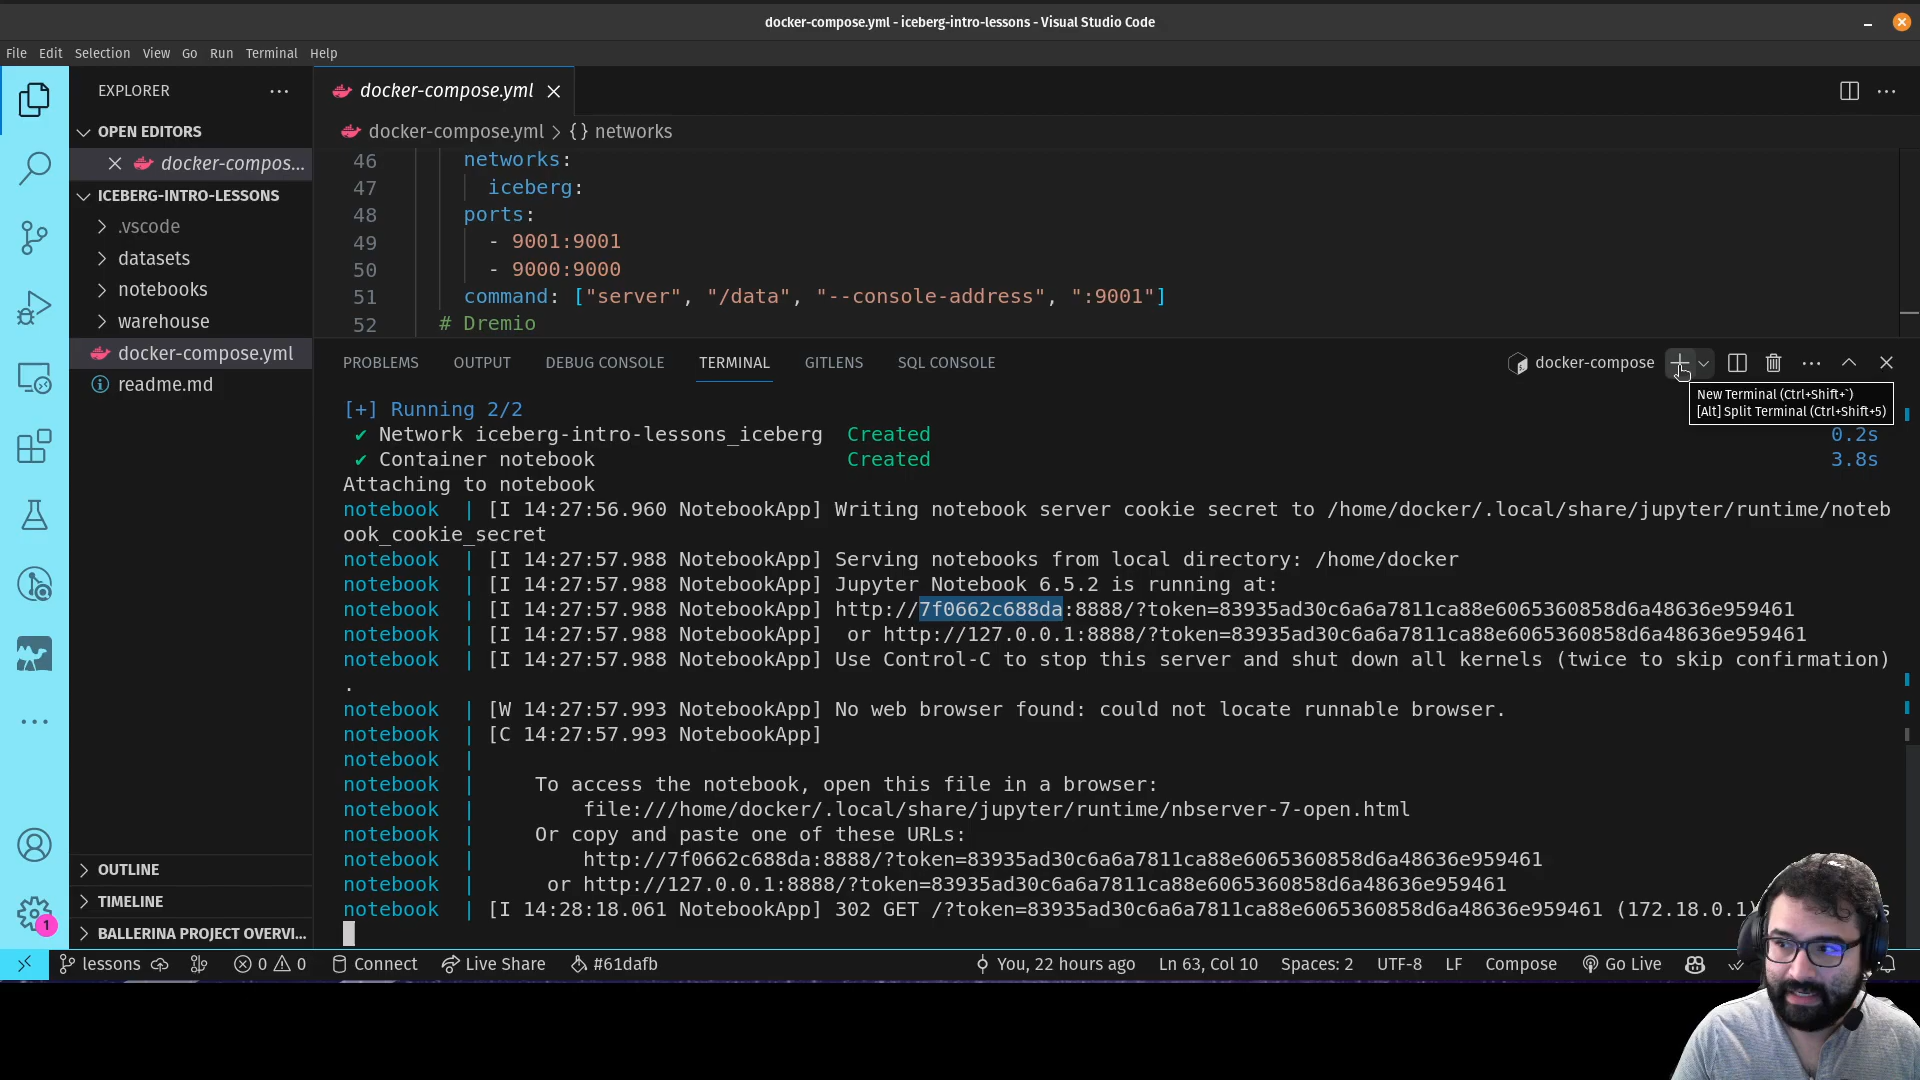 docker-compose.yml - iceberg-intro-lessons - Visual Studio Code
File Edit Selection View Go Run Terminal Help
EXPLORER
OPEN EDITORS
docker-compos...
ICEBERG-INTRO-LESSONS
.vscode
datasets
notebooks
warehouse
docker-compose.yml
readme.md
OUTLINE
TIMELINE
BALLERINA PROJECT OVERVI...
1
docker-compose.yml
docker-compose.yml > {} networks
46 networks:
47 iceberg:
48 ports:
49 - 9001:9001
50 - 9000:9000
51 command: ["server", "/data", "--console-address", ":9001"]
52 # Dremio
PROBLEMS OUTPUT DEBUG CONSOLE TERMINAL GITLENS SQL CONSOLE docker-compose
New Terminal (Ctrl+Shift+`)
[Alt] Split Terminal (Ctrl+Shift+5)
[+] Running 2/2
✔ Network iceberg-intro-lessons_iceberg Created 0.2s
✔ Container notebook Created 3.8s
Attaching to notebook
notebook | [I 14:27:56.960 NotebookApp] Writing notebook server cookie secret to /home/docker/.local/share/jupyter/runtime/noteb
ook_cookie_secret
notebook | [I 14:27:57.988 NotebookApp] Serving notebooks from local directory: /home/docker
notebook | [I 14:27:57.988 NotebookApp] Jupyter Notebook 6.5.2 is running at:
notebook | [I 14:27:57.988 NotebookApp] http://7f0662c688da:8888/?token=83935ad30c6a6a7811ca88e6065360858d6a48636e959461
notebook | [I 14:27:57.988 NotebookApp] or http://127.0.0.1:8888/?token=83935ad30c6a6a7811ca88e6065360858d6a48636e959461
notebook | [I 14:27:57.988 NotebookApp] Use Control-C to stop this server and shut down all kernels (twice to skip confirmation)
.
notebook | [W 14:27:57.993 NotebookApp] No web browser found: could not locate runnable browser.
notebook | [C 14:27:57.993 NotebookApp]
notebook |
notebook | To access the notebook, open this file in a browser:
notebook | file:///home/docker/.local/share/jupyter/runtime/nbserver-7-open.html
notebook | Or copy and paste one of these URLs:
notebook | http://7f0662c688da:8888/?token=83935ad30c6a6a7811ca88e6065360858d6a48636e959461
notebook | or http://127.0.0.1:8888/?token=83935ad30c6a6a7811ca88e6065360858d6a48636e959461
notebook | [I 14:28:18.061 NotebookApp] 302 GET /?token=83935ad30c6a6a7811ca88e6065360858d6a48636e959461 (172.18.0.1)
lessons 0 0 Connect Live Share #61dafb You, 22 hours ago Ln 63, Col 10 Spaces: 2 UTF-8 LF Compose Go Live